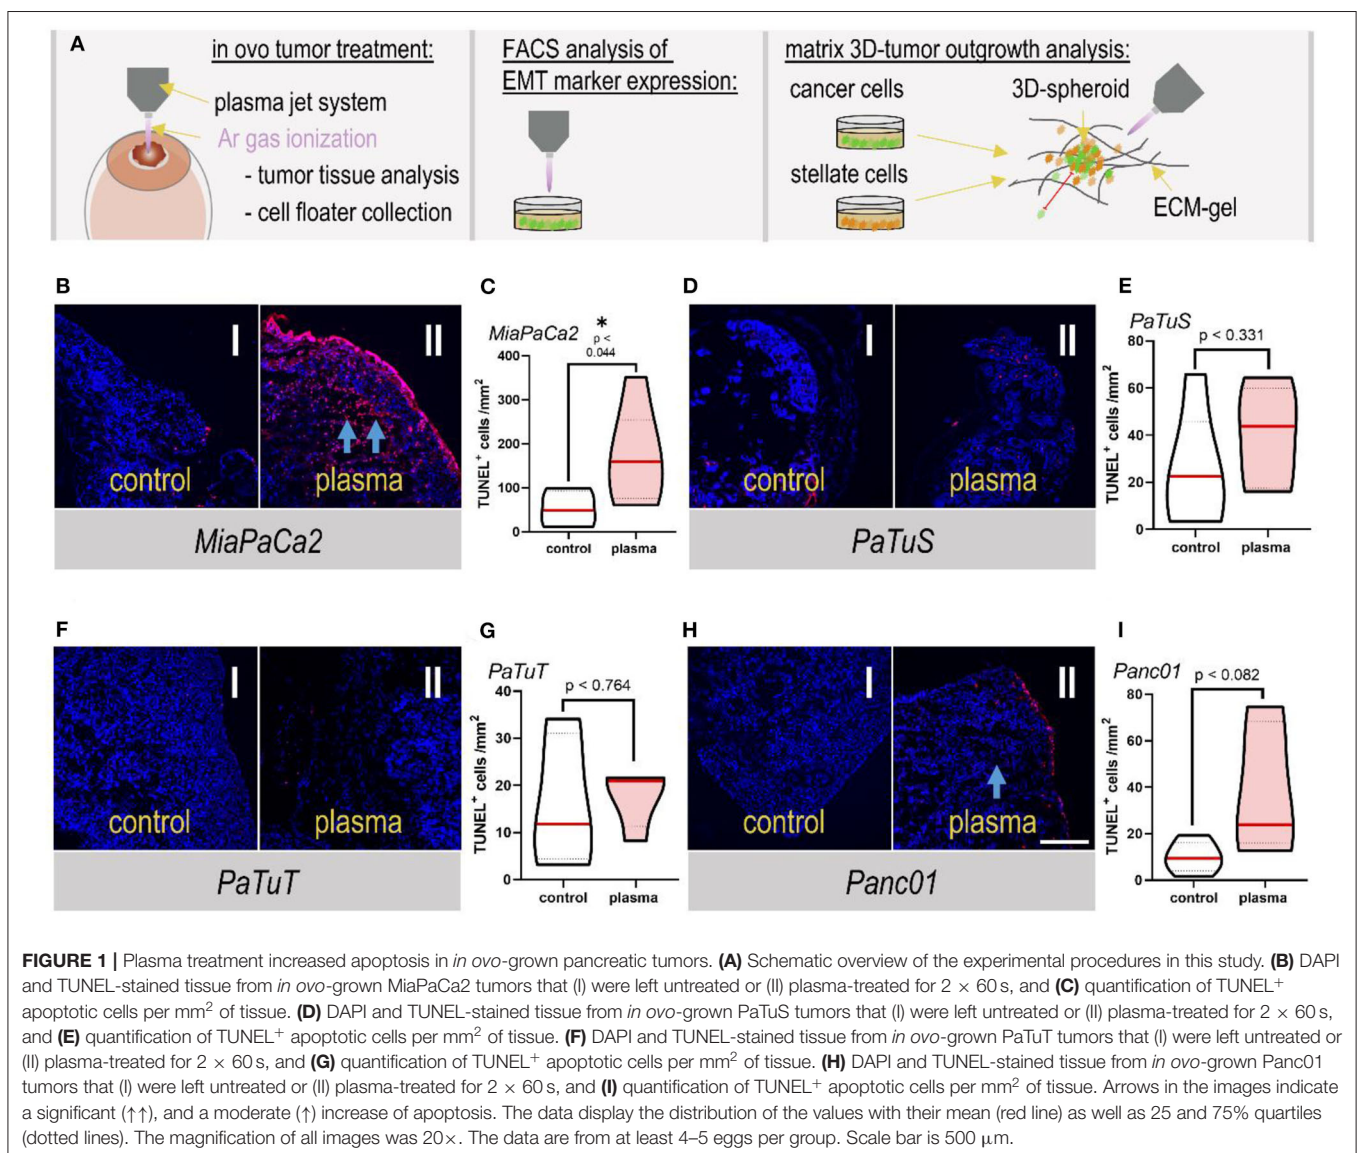 A
in ovo tumor treatment:
plasma jet system
Ar gas ionization
- tumor tissue analysis
- cell floater collection
FACS analysis of
EMT marker expression:
matrix 3D-tumor outgrowth analysis:
cancer cells
3D-spheroid
stellate cells
ECM-gel
B
I
II
control
plasma
MiaPaCa2
C
MiaPaCa2
*
p <
0.044
TUNEL⁺ cells /mm²
400
300
200
100
0
control
plasma
D
I
II
control
plasma
PaTuS
E
PaTuS
p < 0.331
TUNEL⁺ cells /mm²
80
60
40
20
0
control
plasma
F
I
II
control
plasma
PaTuT
G
PaTuT
p < 0.764
TUNEL⁺ cells /mm²
40
30
20
10
0
control
plasma
H
I
II
control
plasma
Panc01
I
Panc01
p < 0.082
TUNEL⁺ cells /mm²
80
60
40
20
0
control
plasma
FIGURE 1 | Plasma treatment increased apoptosis in in ovo-grown pancreatic tumors. (A) Schematic overview of the experimental procedures in this study. (B) DAPI
and TUNEL-stained tissue from in ovo-grown MiaPaCa2 tumors that (I) were left untreated or (II) plasma-treated for 2 × 60 s, and (C) quantification of TUNEL⁺
apoptotic cells per mm² of tissue. (D) DAPI and TUNEL-stained tissue from in ovo-grown PaTuS tumors that (I) were left untreated or (II) plasma-treated for 2 × 60 s,
and (E) quantification of TUNEL⁺ apoptotic cells per mm² of tissue. (F) DAPI and TUNEL-stained tissue from in ovo-grown PaTuT tumors that (I) were left untreated or
(II) plasma-treated for 2 × 60 s, and (G) quantification of TUNEL⁺ apoptotic cells per mm² of tissue. (H) DAPI and TUNEL-stained tissue from in ovo-grown Panc01
tumors that (I) were left untreated or (II) plasma-treated for 2 × 60 s, and (I) quantification of TUNEL⁺ apoptotic cells per mm² of tissue. Arrows in the images indicate
a significant (↑↑), and a moderate (↑) increase of apoptosis. The data display the distribution of the values with their mean (red line) as well as 25 and 75% quartiles
(dotted lines). The magnification of all images was 20×. The data are from at least 4–5 eggs per group. Scale bar is 500 µm.